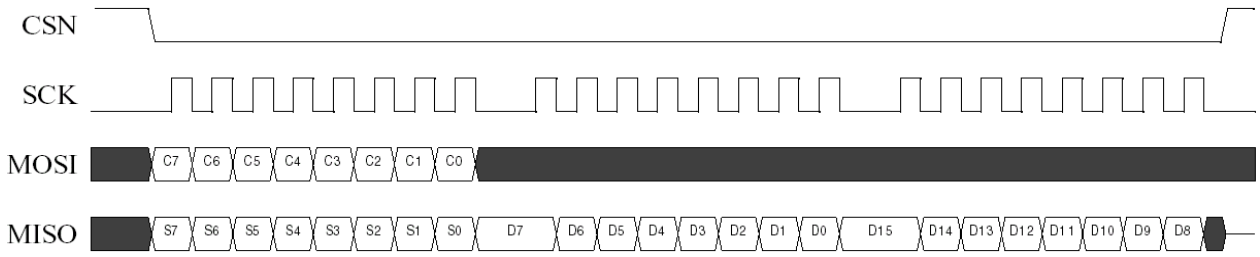 CSN
SCK
MOSI C7 C6 C5 C4 C3 C2 C1 C0
MISO S7 S6 S5 S4 S3 S2 S1 S0 D7 D6 D5 D4 D3 D2 D1 D0 D15 D14 D13 D12 D11 D10 D9 D8